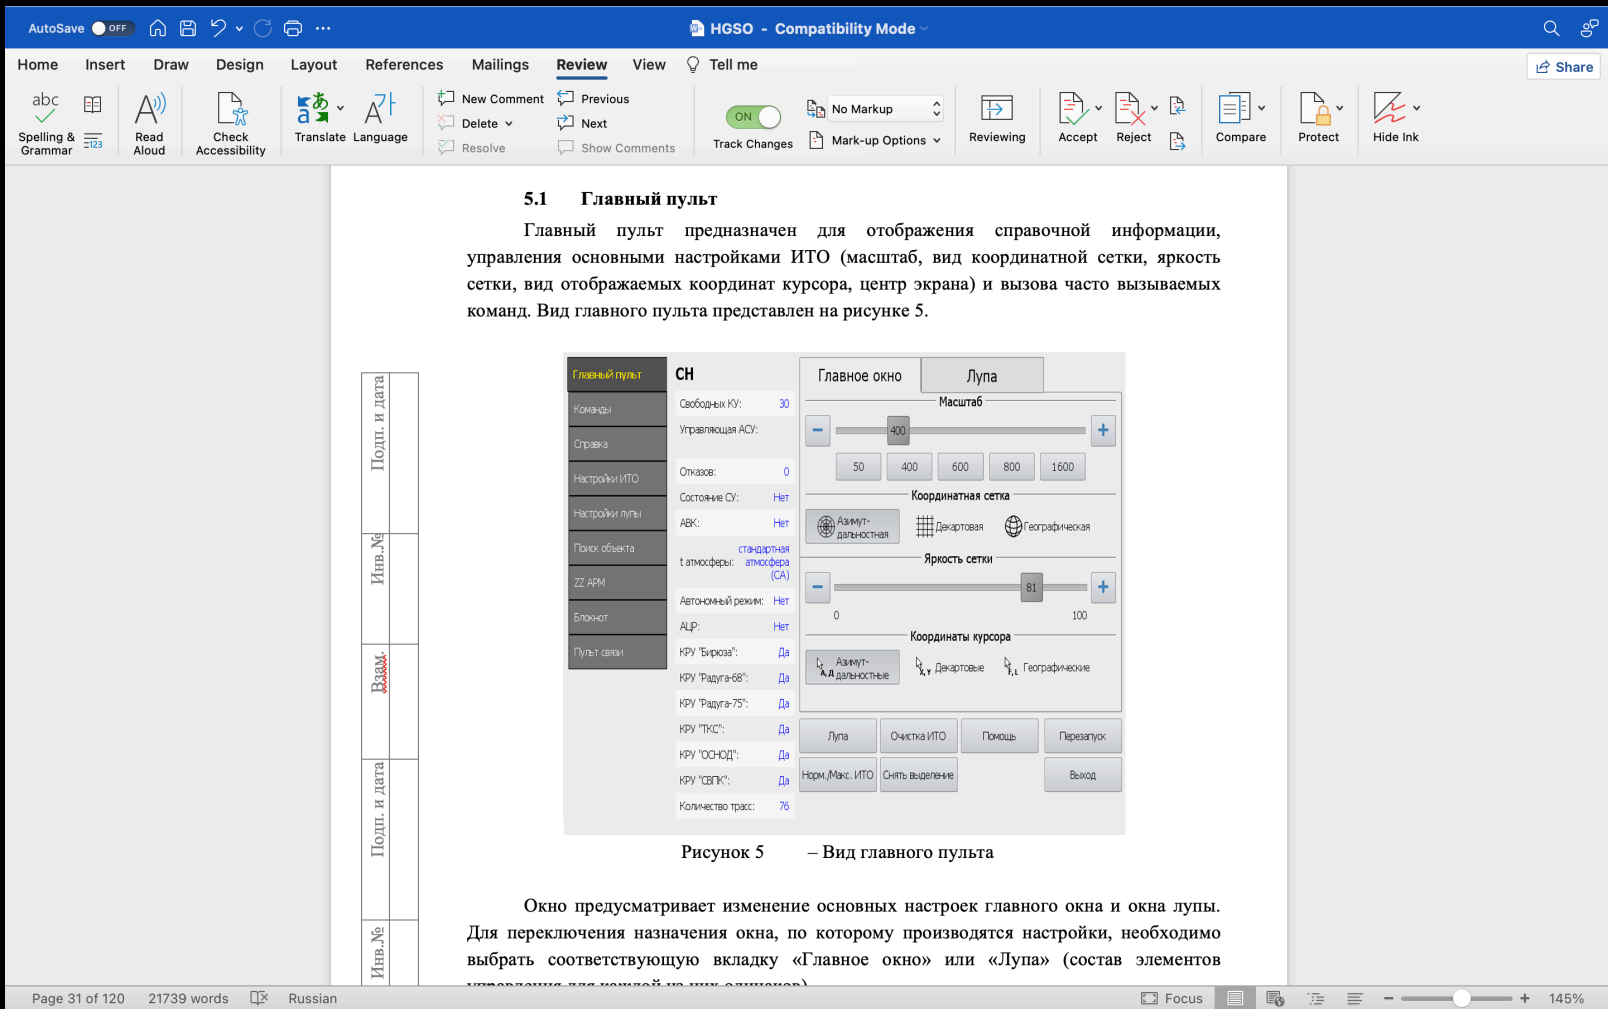 AutoSave OFF
HGSO - Compatibility Mode
Home Insert Draw Design Layout References Mailings Review View Tell me
Share
abc
Spelling & Grammar
123
Read Aloud
Check Accessibility
Translate
Language
New Comment
Delete
Resolve
Previous
Next
Show Comments
ON
Track Changes
No Markup
Mark-up Options
Reviewing
Accept
Reject
Compare
Protect
Hide Ink
5.1 Главный пульт
Главный пульт предназначен для отображения справочной информации,
управления основными настройками ИТО (масштаб, вид координатной сетки, яркость
сетки, вид отображаемых координат курсора, центр экрана) и вызова часто вызываемых
команд. Вид главного пульта представлен на рисунке 5.
Подп. и дата
Инв.№
Взам.
Подп. и дата
Инв.№
Главный пульт
Команды
Справка
Настройки ИТО
Настройки лупы
Поиск объекта
ZZ АРМ
Блокнот
Пульт связи
СН
Свободных КУ: 30
Управляющая АСУ:
Отказов: 0
Состояние СУ: Нет
АВК: Нет
t атмосферы: стандартная
атмосфера
(СА)
Автономный режим: Нет
АЦР: Нет
КРУ "Бирюза": Да
КРУ "Радуга-68": Да
КРУ "Радуга-75": Да
КРУ "ТКС": Да
КРУ "ОСНОД": Да
КРУ "СВПК": Да
Количество трасс: 76
Главное окно Лупа
Масштаб
− 400 +
50 400 600 800 1600
Координатная сетка
Азимут-
дальностная
Декартовая
Географическая
Яркость сетки
− 81 +
0 100
Координаты курсора
А,Д
Азимут-
дальностные
X,Y Декартовые
F,L Географические
Лупа Очистка ИТО Помощь Перезапуск
Норм./Макс. ИТО Снять выделение Выход
Рисунок 5 – Вид главного пульта
Окно предусматривает изменение основных настроек главного окна и окна лупы.
Для переключения назначения окна, по которому производятся настройки, необходимо
выбрать соответствующую вкладку «Главное окно» или «Лупа» (состав элементов
управления для каждой из них одинаков)
Page 31 of 120 21739 words Russian Focus 145%